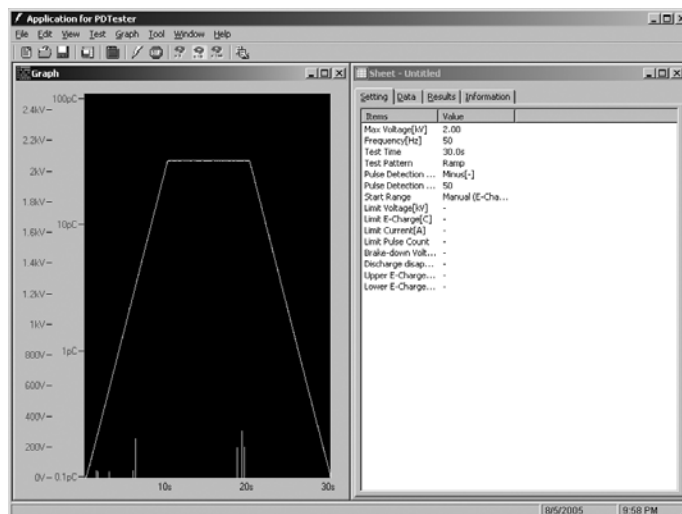 Application for PDTester
File Edit View Test Graph Tool Window Help
Graph
100pC
2.4kV
2.2kV
2kV
1.8kV
10pC
1.6kV
1.4kV
1.2kV
1kV
800V
1pC
600V
400V
200V
0V
0.1pC
10s
20s
30s
Sheet - Untitled
Setting Data Results Information
Items Value
Max Voltage[kV] 2.00
Frequency[Hz] 50
Test Time 30.0s
Test Pattern Ramp
Pulse Detection ... Minus[-]
Pulse Detection ... 50
Start Range Manual (E-Cha...
Limit Voltage[kV] -
Limit E-Charge[C] -
Limit Current[A] -
Limit Pulse Count -
Brake-down Volt... -
Discharge disap... -
Upper E-Charge... -
Lower E-Charge... -
8/5/2005 9:58 PM